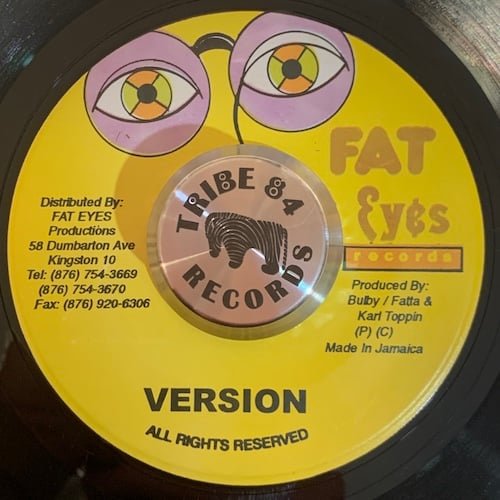 FAT
Eyes
records
TRIBE 84
RECORDS
Distributed By:
FAT EYES
Productions
58 Dumbarton Ave
Kingston 10
Tel: (876) 754-3669
(876) 754-3670
Fax: (876) 920-6306
Produced By:
Bulby / Fatta &
Karl Toppin
(P) (C)
Made In Jamaica
VERSION
ALL RIGHTS RESERVED